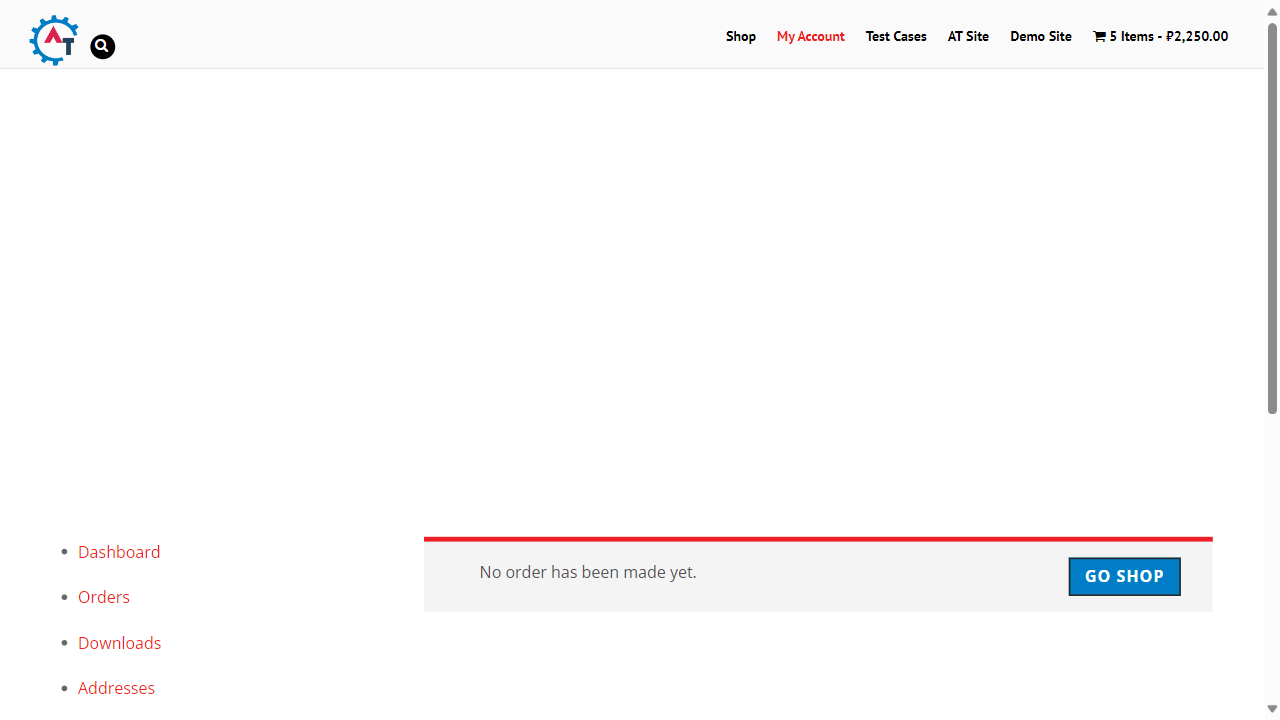 AT
Shop My Account Test Cases AT Site Demo Site 5 Items - ₽2,250.00
Dashboard
Orders
Downloads
Addresses
No order has been made yet.
GO SHOP